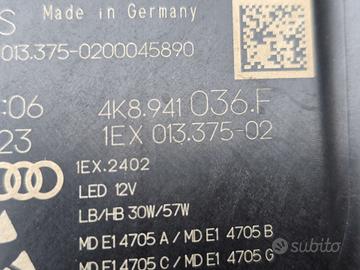 S Made in Germany
013.375-0200045890
:06 4K8.941 036.F
23 1EX 013.375-02
1EX.2402
LED 12V
LB/HB 30W/57W
MD E1 4705 A / MD E1 4705 B
MD E1 4705 C / MD E1 4705 G
subito